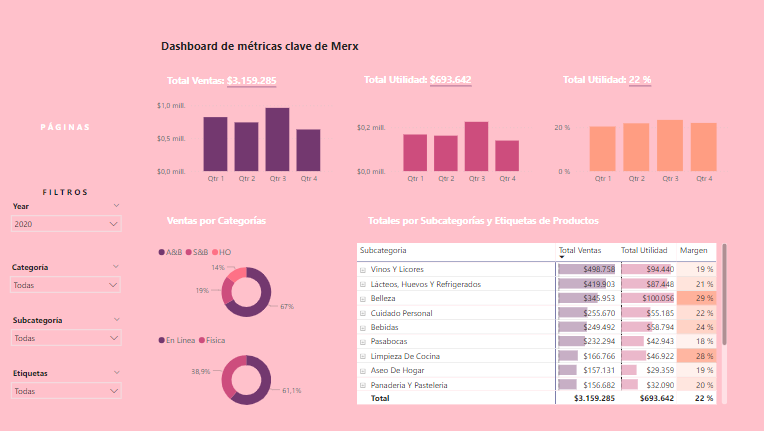 Dashboard de métricas clave de Merx
Total Ventas: $3.159.285
Total Utilidad: $693.642
Total Utilidad: 22 %
$1,0 mill.
$0,5 mill.
$0,0 mill.
Qtr 1 Qtr 2 Qtr 3 Qtr 4
$0,2 mill.
$0,0 mill.
Qtr 1 Qtr 2 Qtr 3 Qtr 4
20 %
0 %
Qtr 1 Qtr 2 Qtr 3 Qtr 4
PÁGINAS
FILTROS
Year
2020
Categoría
Todas
Subcategoría
Todas
Etiquetas
Todas
Ventas por Categorías
A&B S&B HO
14%
19%
67%
En Linea Física
38,9%
61,1%
Totales por Subcategorías y Etiquetas de Productos
Subcategoría Total Ventas Total Utilidad Margen
Vinos Y Licores $498.758 $94.440 19 %
Lácteos, Huevos Y Refrigerados $419.903 $87.448 21 %
Belleza $345.953 $100.056 29 %
Cuidado Personal $255.670 $55.185 22 %
Bebidas $249.492 $58.794 24 %
Pasabocas $232.294 $42.943 18 %
Limpieza De Cocina $166.766 $46.922 28 %
Aseo De Hogar $157.131 $29.359 19 %
Panadería Y Pastelería $156.682 $32.090 20 %
Total $3.159.285 $693.642 22 %